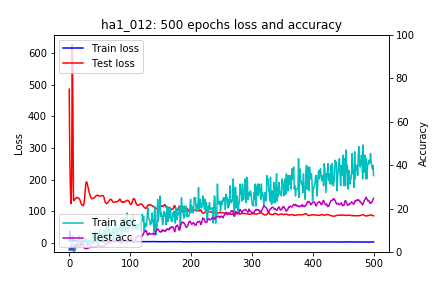 ha1_012: 500 epochs loss and accuracy
Train loss
Test loss
Train acc
Test acc
Loss
Accuracy
600
500
400
300
200
100
0
100
80
60
40
20
0
0 100 200 300 400 500